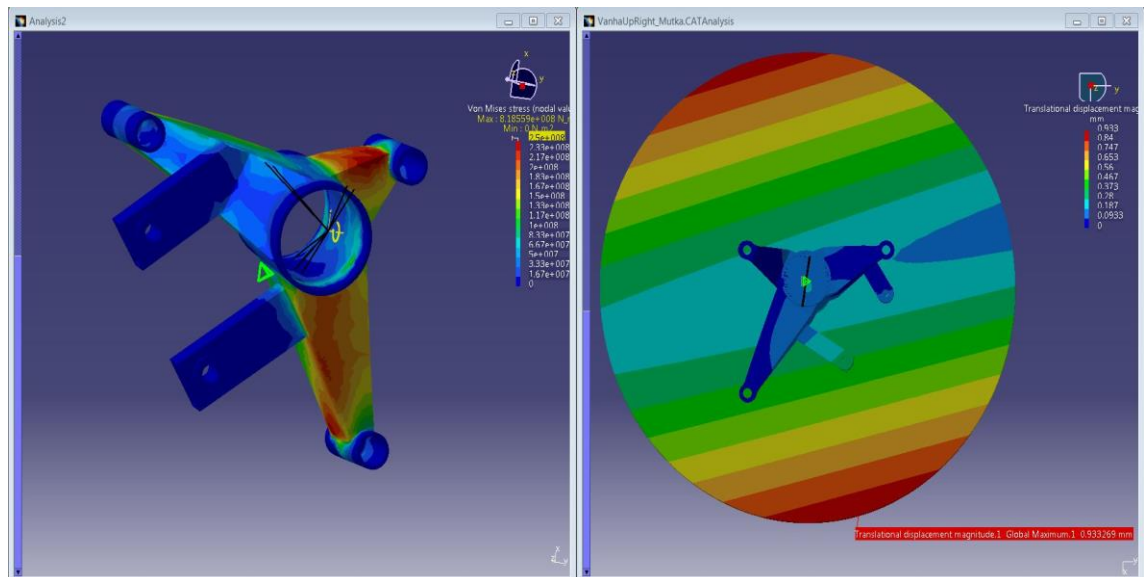 Analysis2
x
y
Von Mises stress (nodal valu
Max : 8.18559e+008 N_
Min : 0 N_m2
2.5e+008
2.33e+008
2.17e+008
2e+008
1.83e+008
1.67e+008
1.5e+008
1.33e+008
1.17e+008
1e+008
8.33e+007
6.67e+007
5e+007
3.33e+007
1.67e+007
0
VanhaUpRight_Mutka.CATAnalysis
z
y
Translational displacement mag
mm
0.933
0.84
0.747
0.653
0.56
0.467
0.373
0.28
0.187
0.0933
0
Translational displacement magnitude.1 Global Maximum.1 0.933269 mm